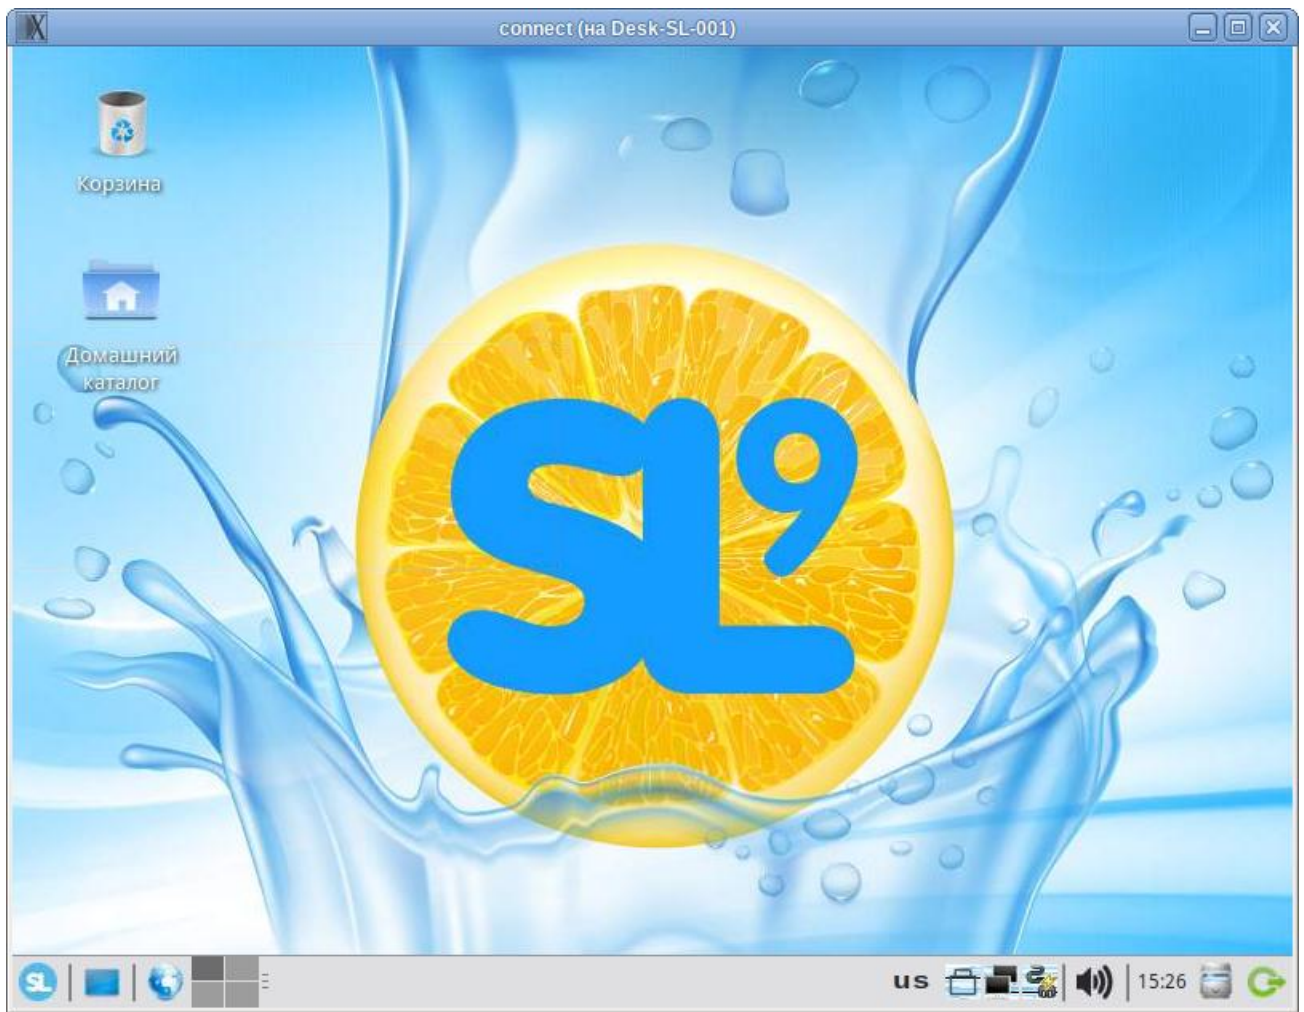 connect (на Desk-SL-001)
Корзина
Домашний
каталог
SL9
SL
us
15:26